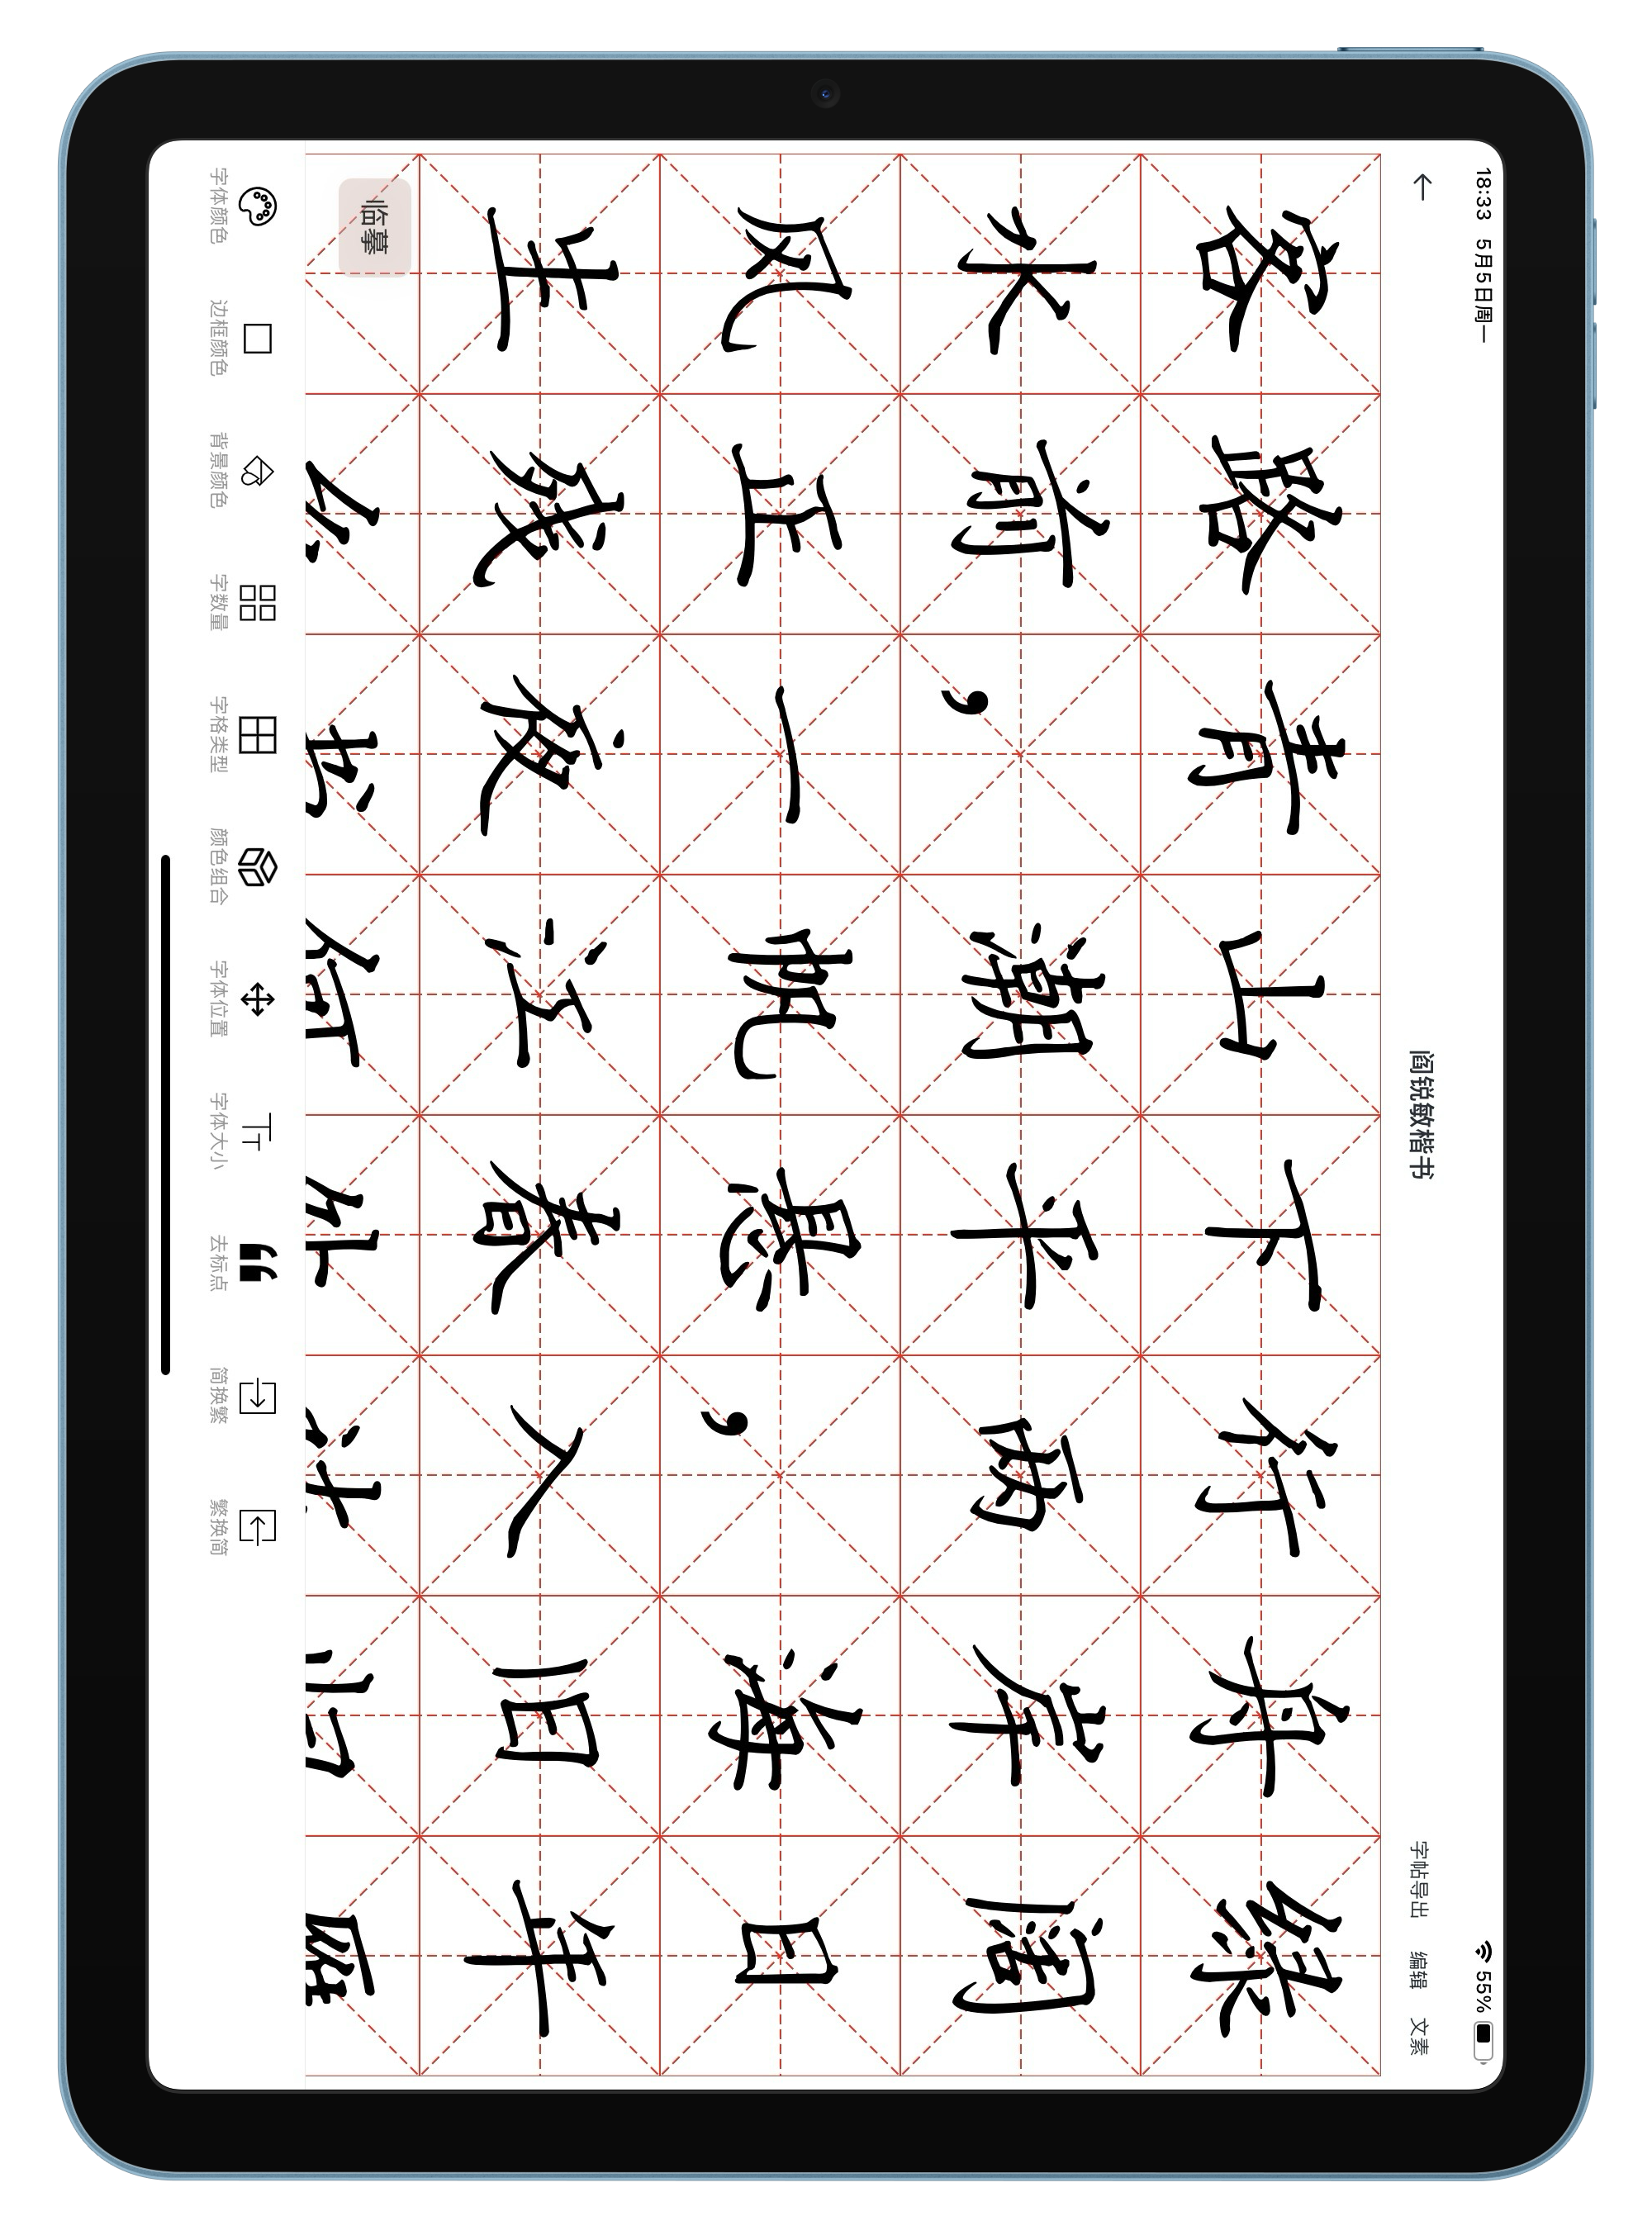 18:33 5月5日周一 55%
阎锐敏楷书 字帖导出 编辑 文素
客路青山下行舟绿
水前，潮平两岸阔
风正一帆悬，海日
生残夜江春入旧年
临摹
字体颜色 边框颜色 背景颜色 字数量 字格类型 颜色组合 字体位置 字体大小 去标点 简换繁 繁换简